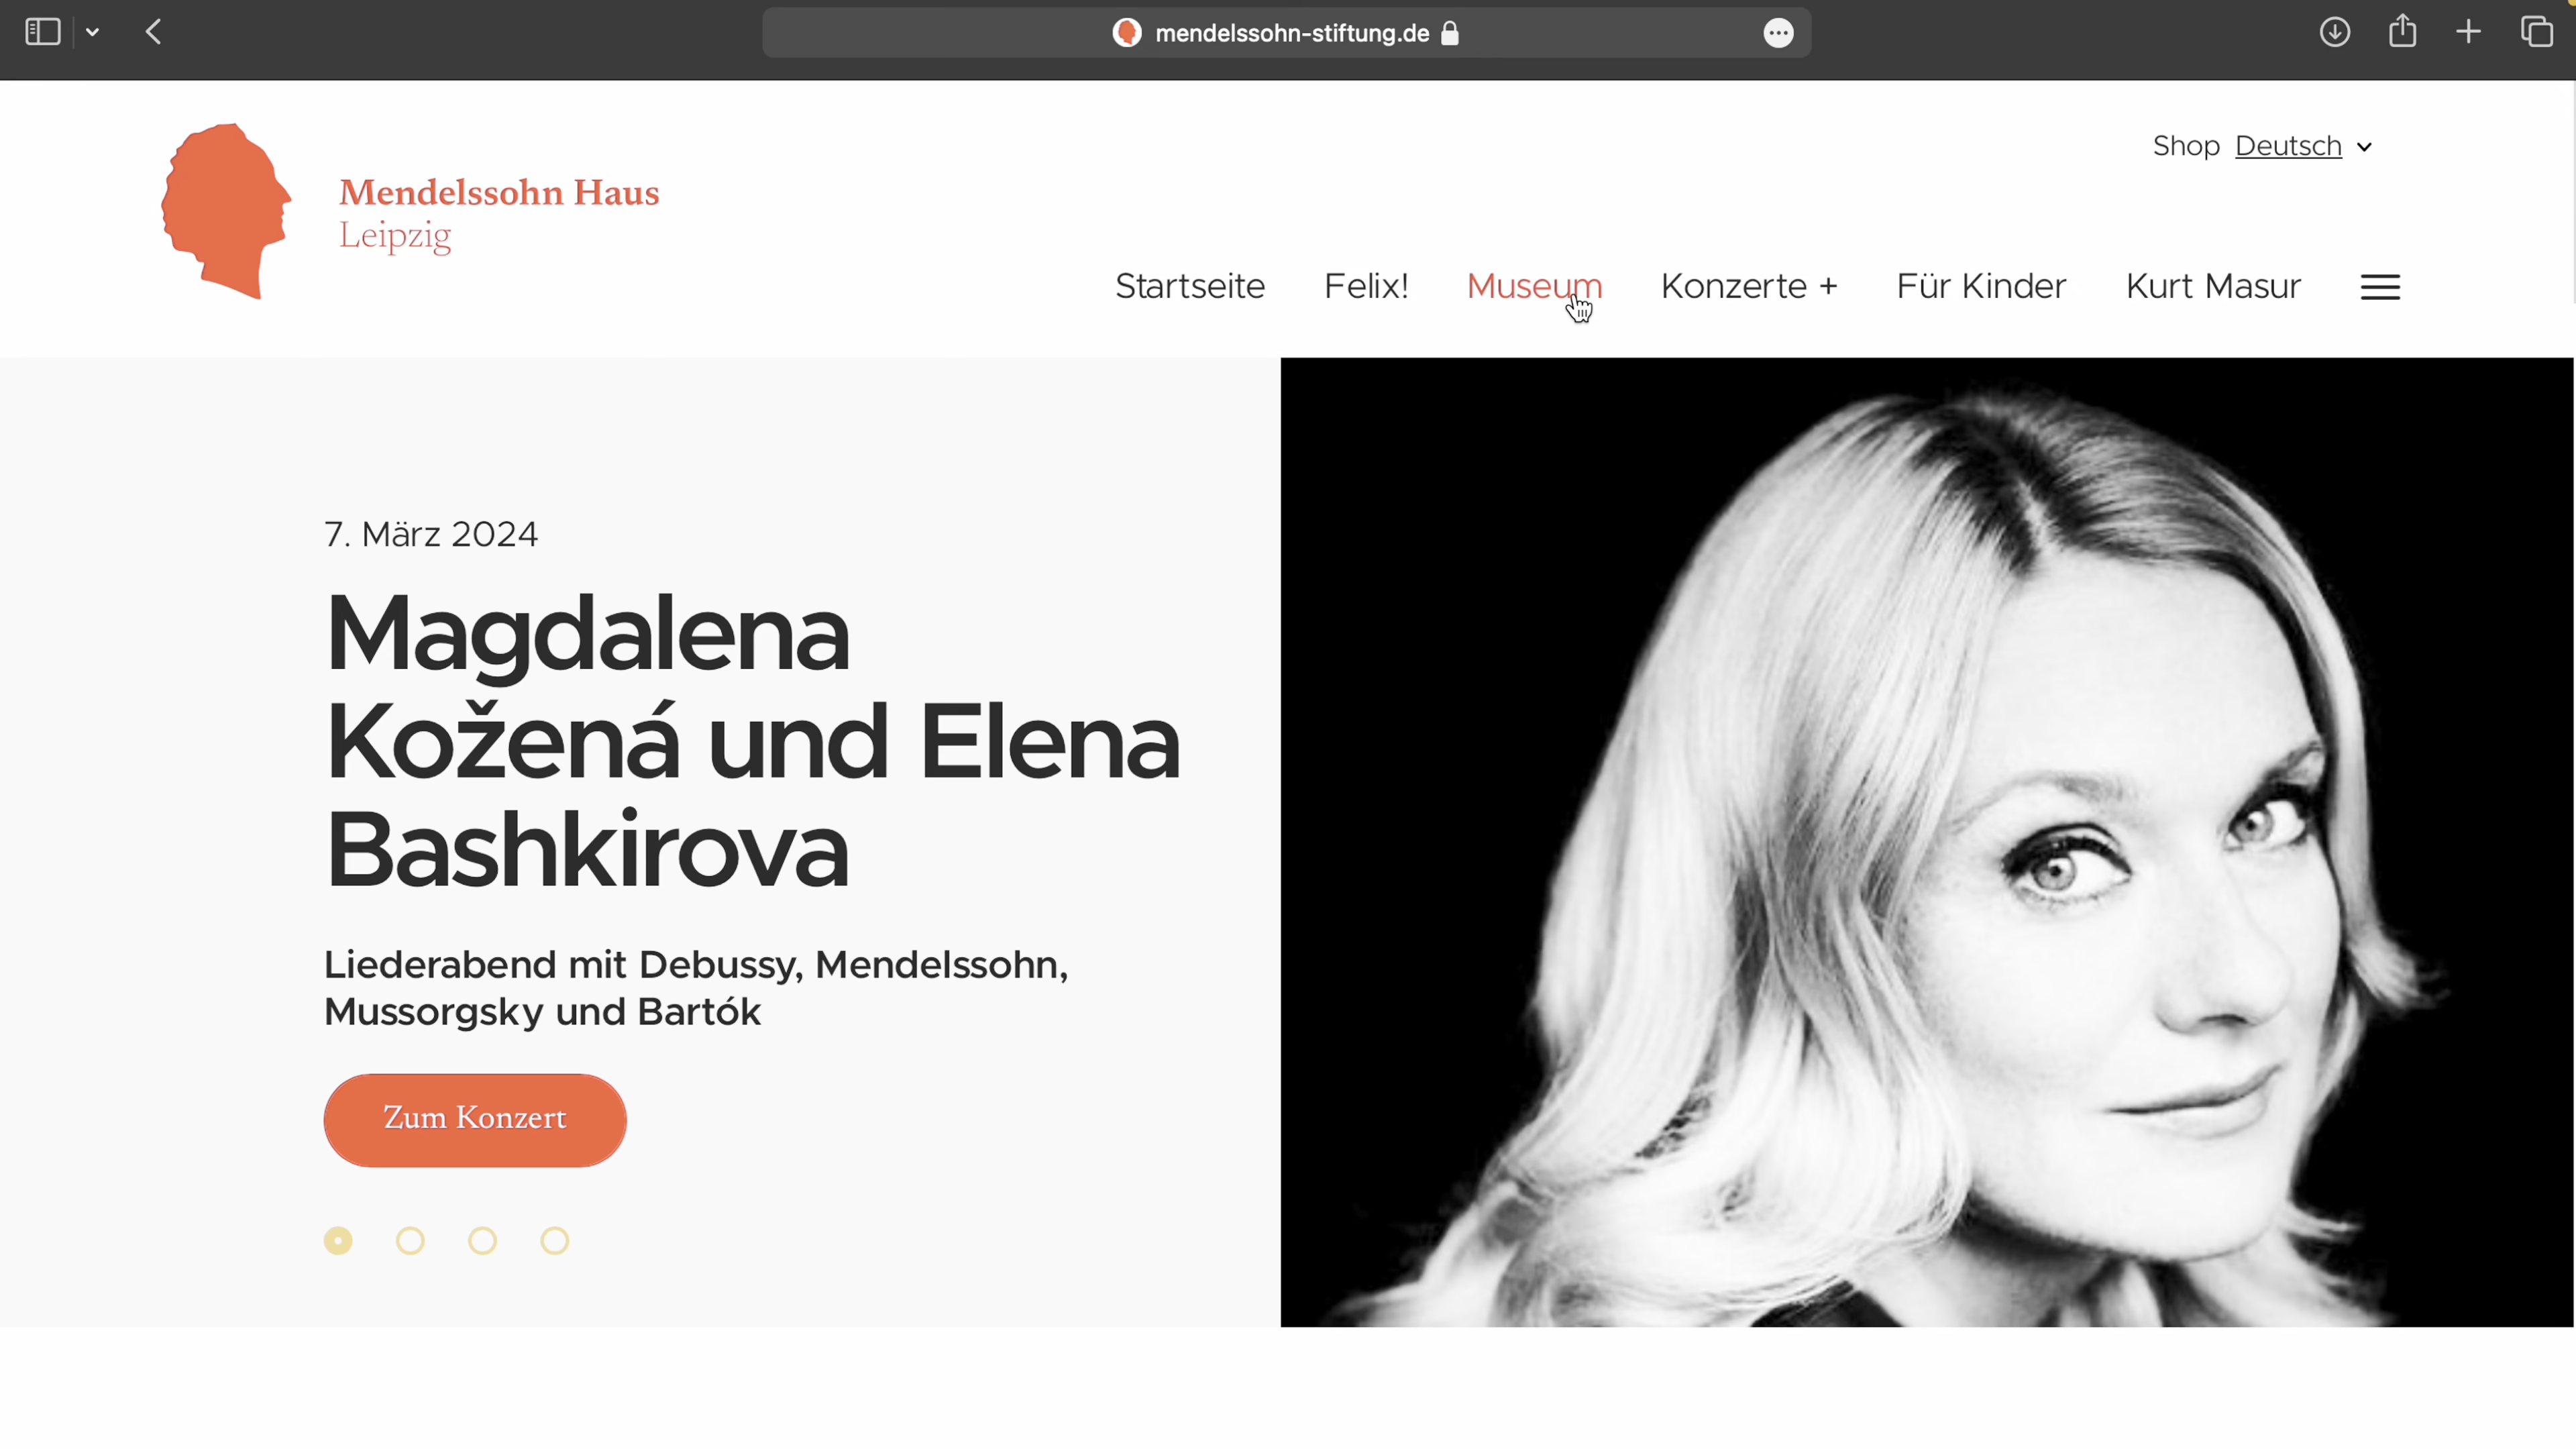 mendelssohn-stiftung.de
Shop Deutsch
Mendelssohn Haus
Leipzig
Startseite Felix! Museum Konzerte + Für Kinder Kurt Masur
7. März 2024
Magdalena
Kožená und Elena
Bashkirova
Liederabend mit Debussy, Mendelssohn,
Mussorgsky und Bartók
Zum Konzert